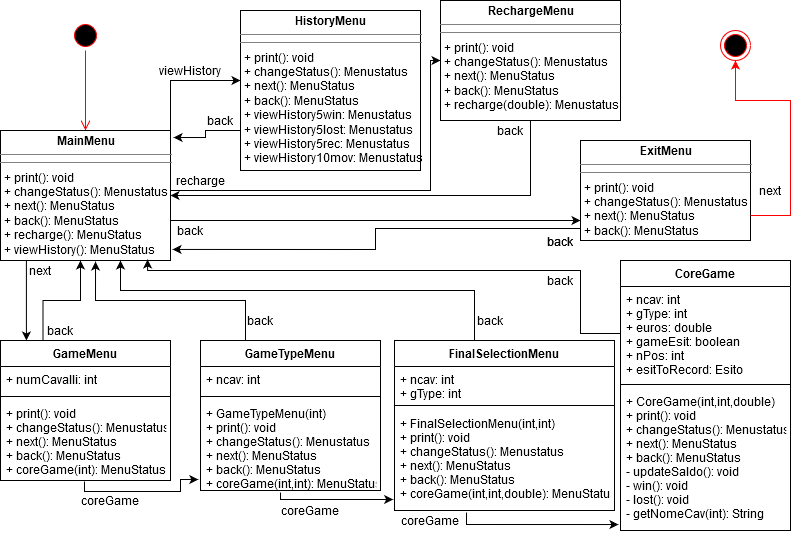 HistoryMenu
+ print(): void
+ changeStatus(): Menustatus
+ next(): MenuStatus
+ back(): MenuStatus
+ viewHistory5win: Menustatus
+ viewHistory5lost: Menustatus
+ viewHistory5rec: Menustatus
+ viewHistory10mov: Menustatus
RechargeMenu
+ print(): void
+ changeStatus(): Menustatus
+ next(): MenuStatus
+ back(): MenuStatus
+ recharge(double): Menustatus
viewHistory
back
back
MainMenu
+ print(): void
+ changeStatus(): Menustatus
+ next(): MenuStatus
+ back(): MenuStatus
+ recharge(): MenuStatus
+ viewHistory(): MenuStatus
recharge
ExitMenu
+ print(): void
+ changeStatus(): Menustatus
+ next(): MenuStatus
+ back(): MenuStatus
next
back
back
next
back
CoreGame
+ ncav: int
+ gType: int
+ euros: double
+ gameEsit: boolean
+ nPos: int
+ esitToRecord: Esito
+ CoreGame(int,int,double)
+ print(): void
+ changeStatus(): Menustatus
+ next(): MenuStatus
+ back(): MenuStatus
- updateSaldo(): void
- win(): void
- lost(): void
- getNomeCav(int): String
back
back
back
GameMenu
+ numCavalli: int
+ print(): void
+ changeStatus(): Menustatus
+ next(): MenuStatus
+ back(): MenuStatus
+ coreGame(int): MenuStatus
GameTypeMenu
+ ncav: int
+ GameTypeMenu(int)
+ print(): void
+ changeStatus(): Menustatus
+ next(): MenuStatus
+ back(): MenuStatus
+ coreGame(int,int): MenuStatus
FinalSelectionMenu
+ ncav: int
+ gType: int
+ FinalSelectionMenu(int,int)
+ print(): void
+ changeStatus(): Menustatus
+ next(): MenuStatus
+ back(): MenuStatus
+ coreGame(int,int,double): MenuStatu
coreGame
coreGame
coreGame